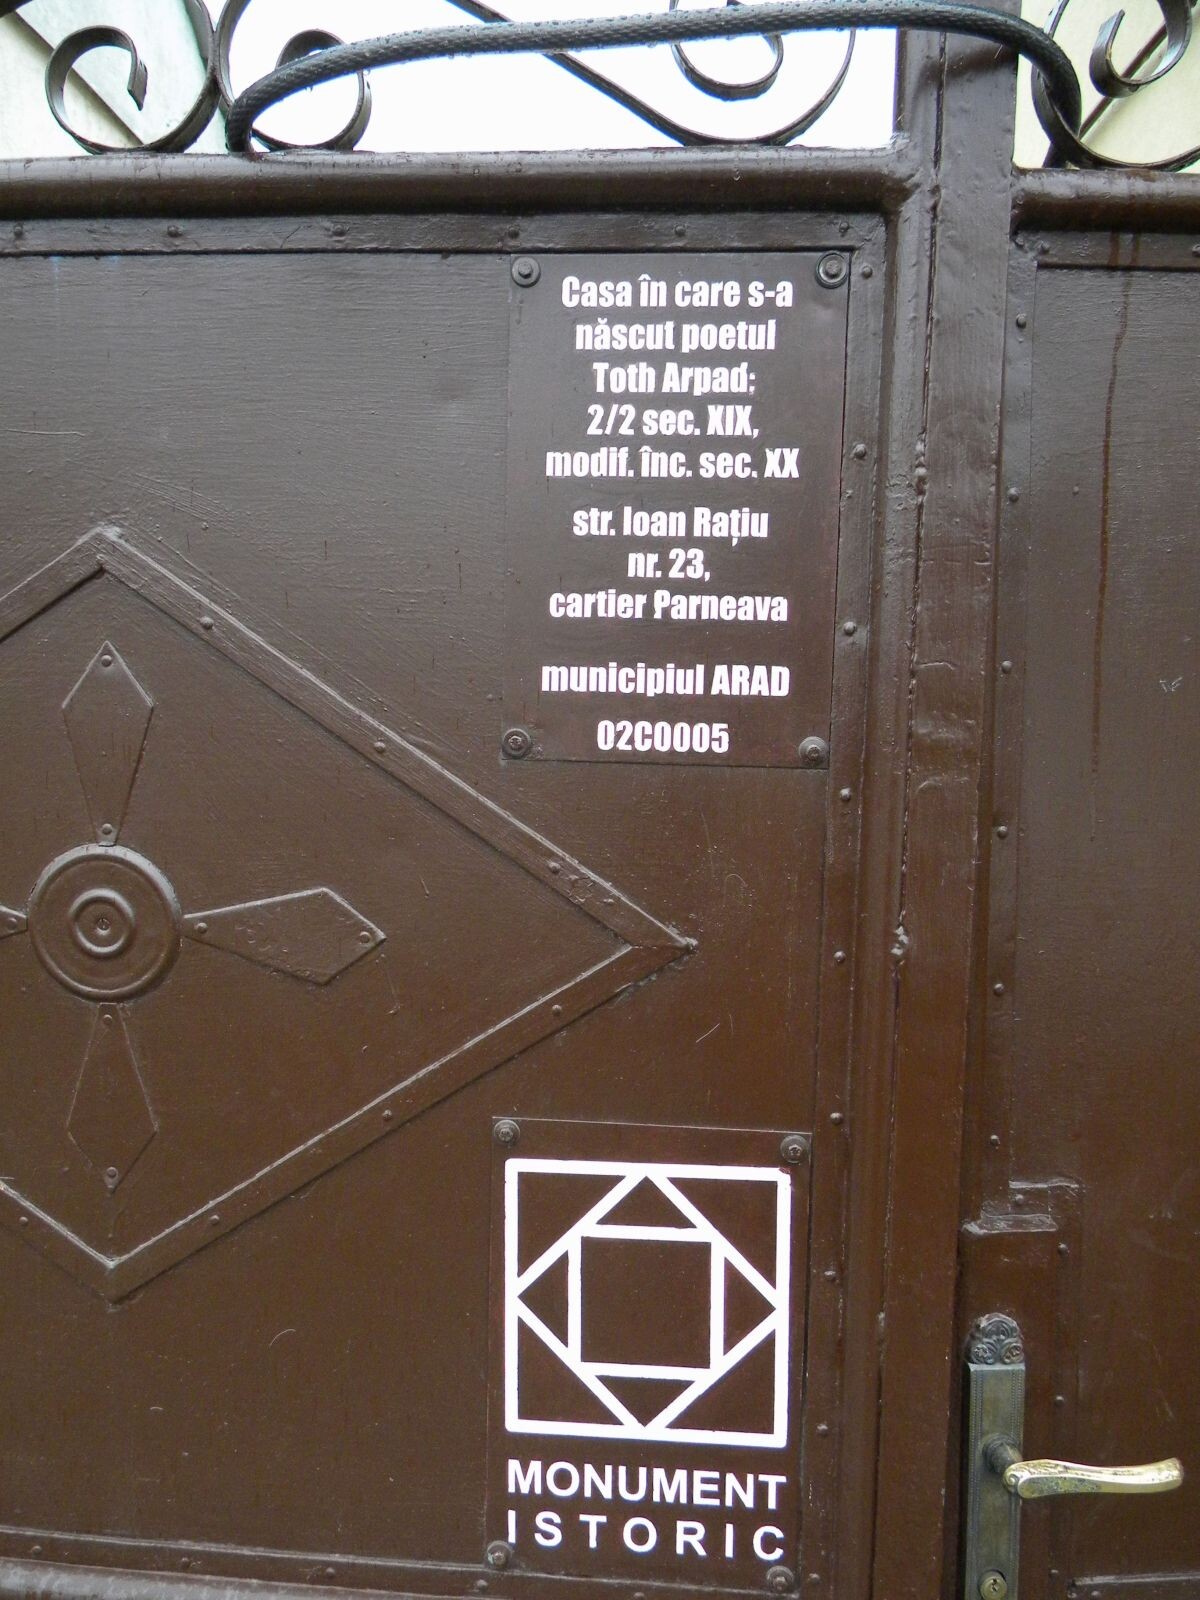 Casa în care s-a
născut poetul
Toth Arpad;
2/2 sec. XIX,
modif. înc. sec. XX
str. Ioan Rațiu
nr. 23,
cartier Parneava
municipiul ARAD
02C0005
MONUMENT
ISTORIC